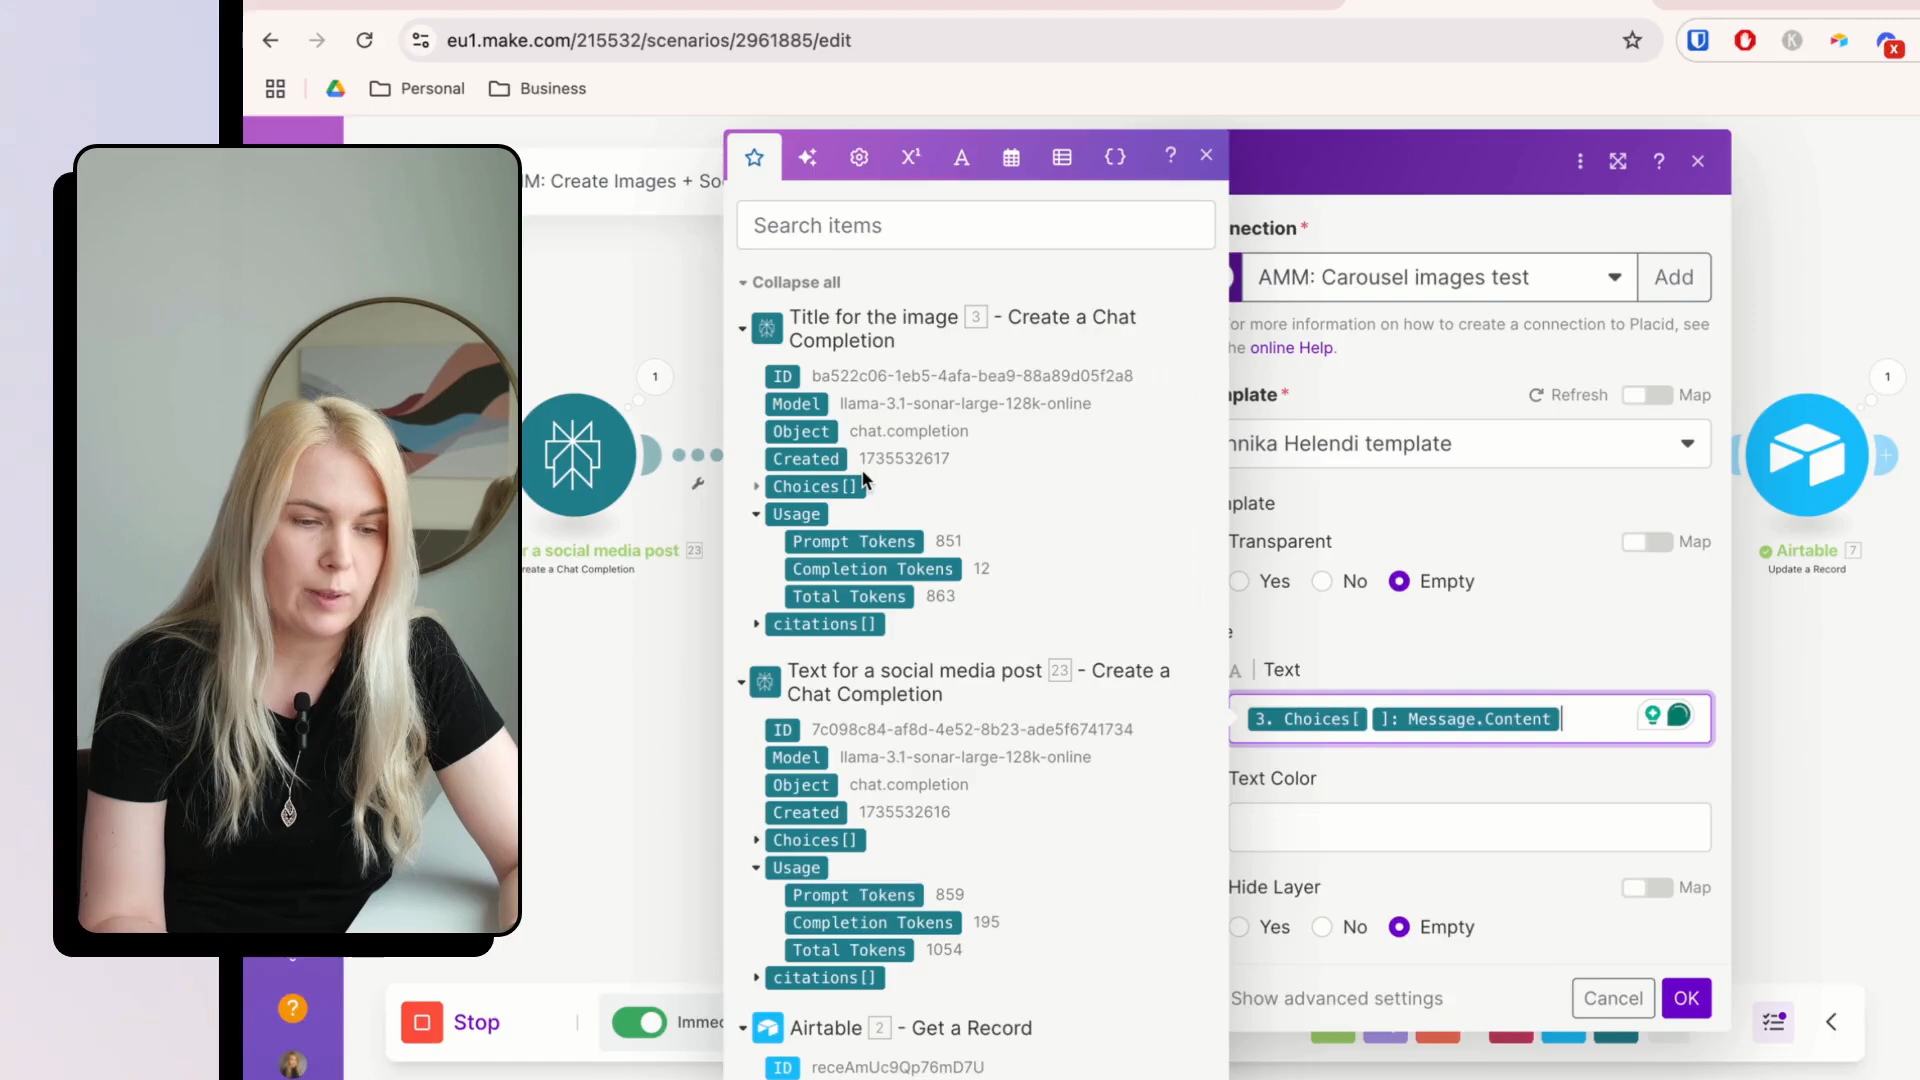 eu1.make.com/215532/scenarios/2961885/edit
Personal
Business
M: Create Images + So
Search items
Collapse all
Title for the image 3 - Create a Chat
Completion
ID ba522c06-1eb5-4afa-bea9-88a89d05f2a8
Model llama-3.1-sonar-large-128k-online
Object chat.completion
Created 1735532617
Choices[]
Usage
Prompt Tokens 851
Completion Tokens 12
Total Tokens 863
citations[]
Text for a social media post 23 - Create a
Chat Completion
ID 7c098c84-af8d-4e52-8b23-ade5f6741734
Model llama-3.1-sonar-large-128k-online
Object chat.completion
Created 1735532616
Choices[]
Usage
Prompt Tokens 859
Completion Tokens 195
Total Tokens 1054
citations[]
Airtable 2 - Get a Record
ID receAmUc9Qp76mD7U
nection *
AMM: Carousel images test
Add
or more information on how to create a connection to Placid, see
he online Help.
plate *
Refresh
Map
nnika Helendi template
plate
Transparent
Map
Yes No Empty
e
A Text
3. Choices[ ]: Message.Content
Text Color
Hide Layer
Map
Yes No Empty
Show advanced settings
Cancel
OK
1
r a social media post 23
reate a Chat Completion
1
Airtable 7
Update a Record
Stop
Immed